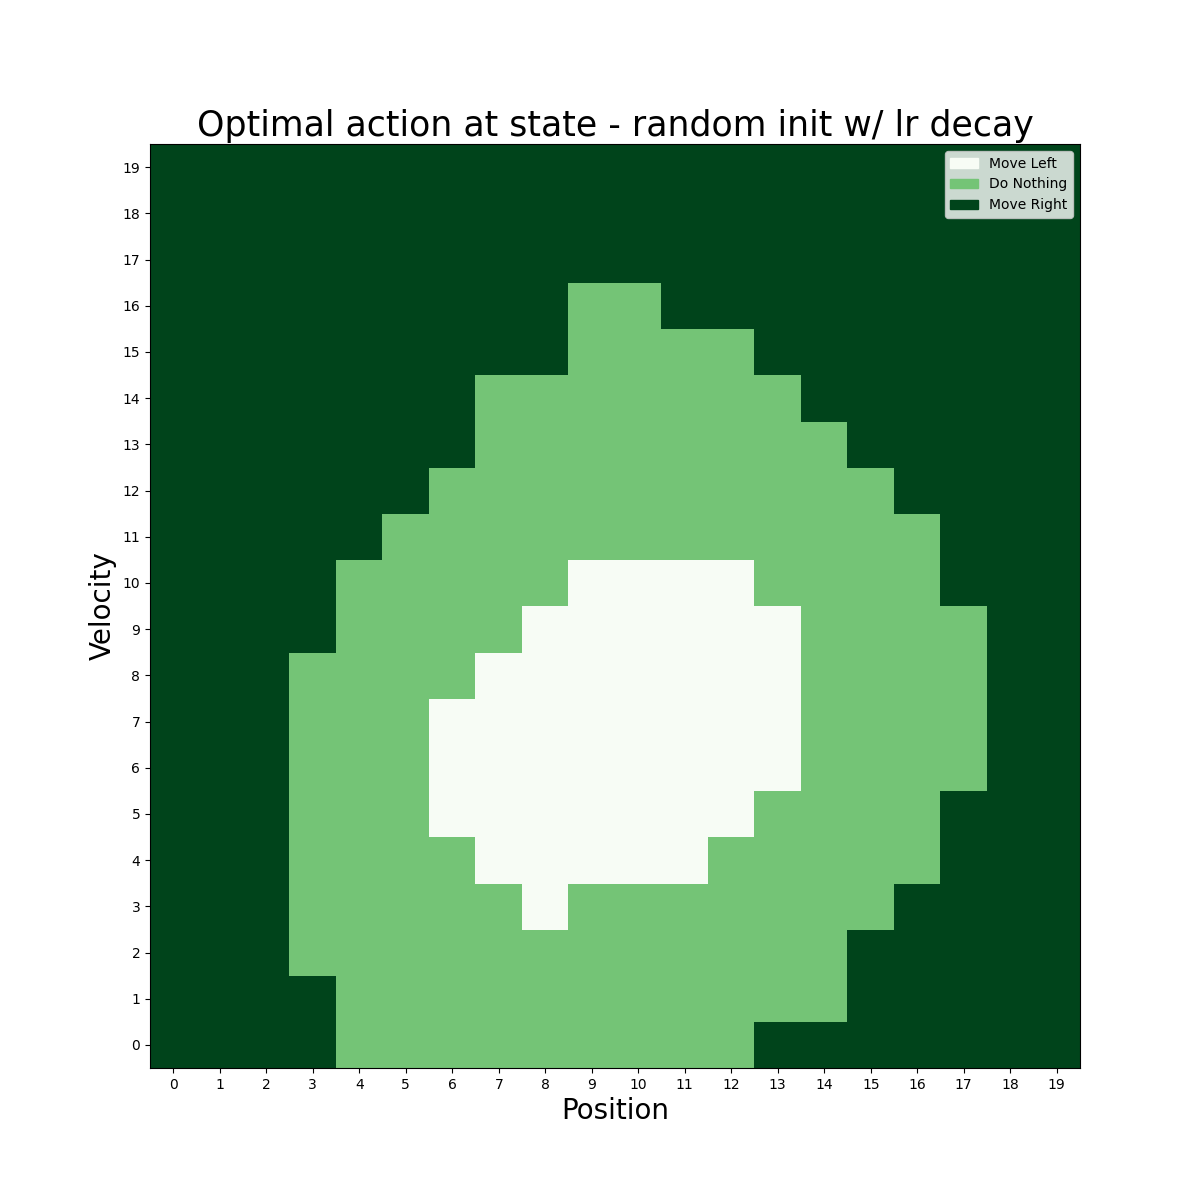 Optimal action at state - random init w/ lr decay
Move Left
Do Nothing
Move Right
Velocity
19
18
17
16
15
14
13
12
11
10
9
8
7
6
5
4
3
2
1
0
0 1 2 3 4 5 6 7 8 9 10 11 12 13 14 15 16 17 18 19
Position